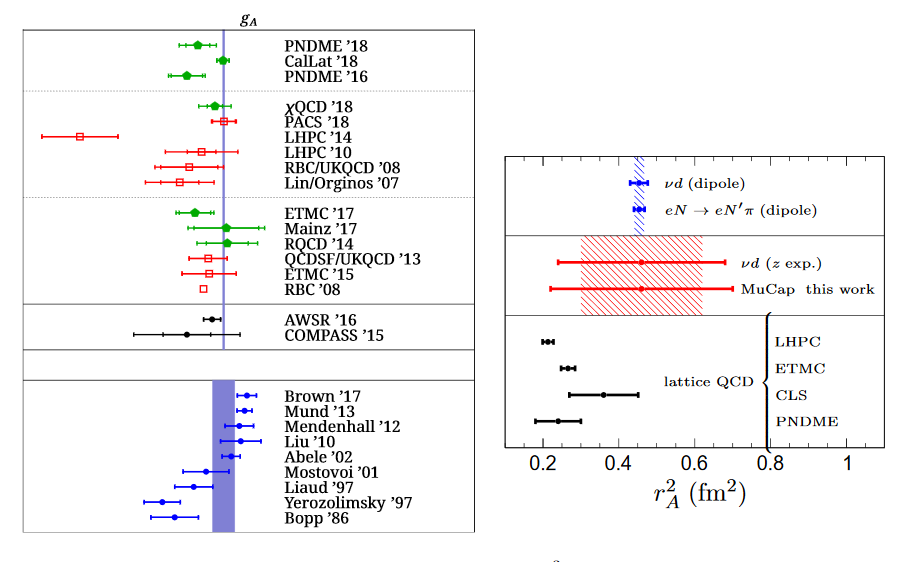 g_A
PNDME ’18
CalLat ’18
PNDME ’16
χQCD ’18
PACS ’18
LHPC ’14
LHPC ’10
RBC/UKQCD ’08
Lin/Orginos ’07
ETMC ’17
Mainz ’17
RQCD ’14
QCDSF/UKQCD ’13
ETMC ’15
RBC ’08
AWSR ’16
COMPASS ’15
Brown ’17
Mund ’13
Mendenhall ’12
Liu ’10
Abele ’02
Mostovoi ’01
Liaud ’97
Yerozolimsky ’97
Bopp ’86
νd (dipole)
eN → eN′π (dipole)
νd (z exp.)
MuCap this work
LHPC
ETMC
lattice QCD
CLS
PNDME
0.2 0.4 0.6 0.8 1
r²_A (fm²)